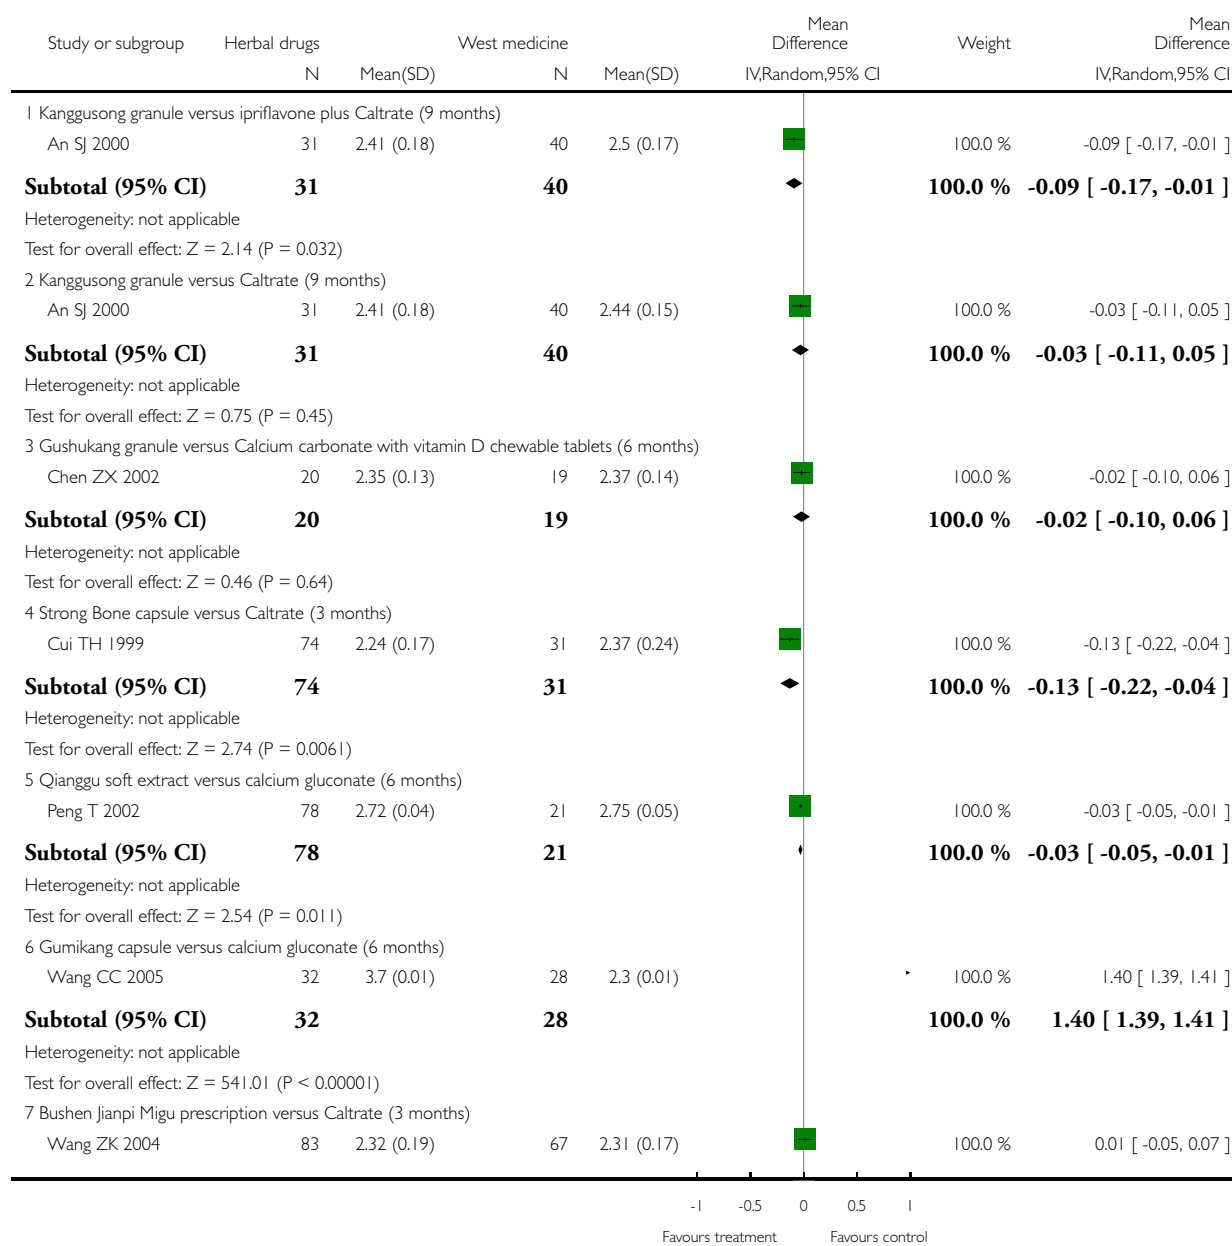 Study or subgroup Herbal drugs West medicine Mean Difference Weight Mean Difference
N Mean(SD) N Mean(SD) IV,Random,95% CI IV,Random,95% CI
1 Kanggusong granule versus ipriflavone plus Caltrate (9 months)
An SJ 2000 31 2.41 (0.18) 40 2.5 (0.17) 100.0 % -0.09 [ -0.17, -0.01 ]
Subtotal (95% CI) 31 40 100.0 % -0.09 [ -0.17, -0.01 ]
Heterogeneity: not applicable
Test for overall effect: Z = 2.14 (P = 0.032)
2 Kanggusong granule versus Caltrate (9 months)
An SJ 2000 31 2.41 (0.18) 40 2.44 (0.15) 100.0 % -0.03 [ -0.11, 0.05 ]
Subtotal (95% CI) 31 40 100.0 % -0.03 [ -0.11, 0.05 ]
Heterogeneity: not applicable
Test for overall effect: Z = 0.75 (P = 0.45)
3 Gushukang granule versus Calcium carbonate with vitamin D chewable tablets (6 months)
Chen ZX 2002 20 2.35 (0.13) 19 2.37 (0.14) 100.0 % -0.02 [ -0.10, 0.06 ]
Subtotal (95% CI) 20 19 100.0 % -0.02 [ -0.10, 0.06 ]
Heterogeneity: not applicable
Test for overall effect: Z = 0.46 (P = 0.64)
4 Strong Bone capsule versus Caltrate (3 months)
Cui TH 1999 74 2.24 (0.17) 31 2.37 (0.24) 100.0 % -0.13 [ -0.22, -0.04 ]
Subtotal (95% CI) 74 31 100.0 % -0.13 [ -0.22, -0.04 ]
Heterogeneity: not applicable
Test for overall effect: Z = 2.74 (P = 0.0061)
5 Qianggu soft extract versus calcium gluconate (6 months)
Peng T 2002 78 2.72 (0.04) 21 2.75 (0.05) 100.0 % -0.03 [ -0.05, -0.01 ]
Subtotal (95% CI) 78 21 100.0 % -0.03 [ -0.05, -0.01 ]
Heterogeneity: not applicable
Test for overall effect: Z = 2.54 (P = 0.011)
6 Gumikang capsule versus calcium gluconate (6 months)
Wang CC 2005 32 3.7 (0.01) 28 2.3 (0.01) 100.0 % 1.40 [ 1.39, 1.41 ]
Subtotal (95% CI) 32 28 100.0 % 1.40 [ 1.39, 1.41 ]
Heterogeneity: not applicable
Test for overall effect: Z = 541.01 (P < 0.00001)
7 Bushen Jianpi Migu prescription versus Caltrate (3 months)
Wang ZK 2004 83 2.32 (0.19) 67 2.31 (0.17) 100.0 % 0.01 [ -0.05, 0.07 ]
-1 -0.5 0 0.5 1
Favours treatment Favours control